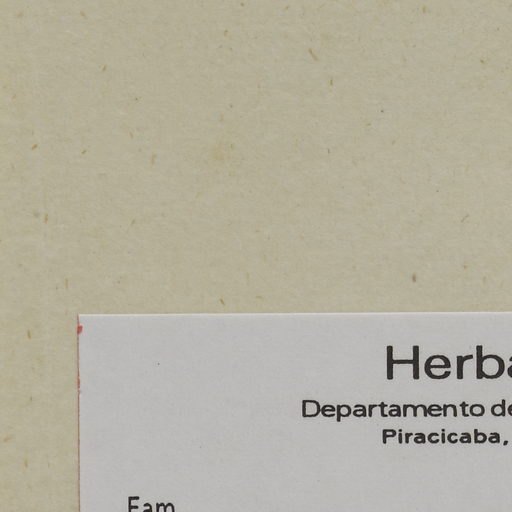 Herba
Departamento de
Piracicaba,
Fam